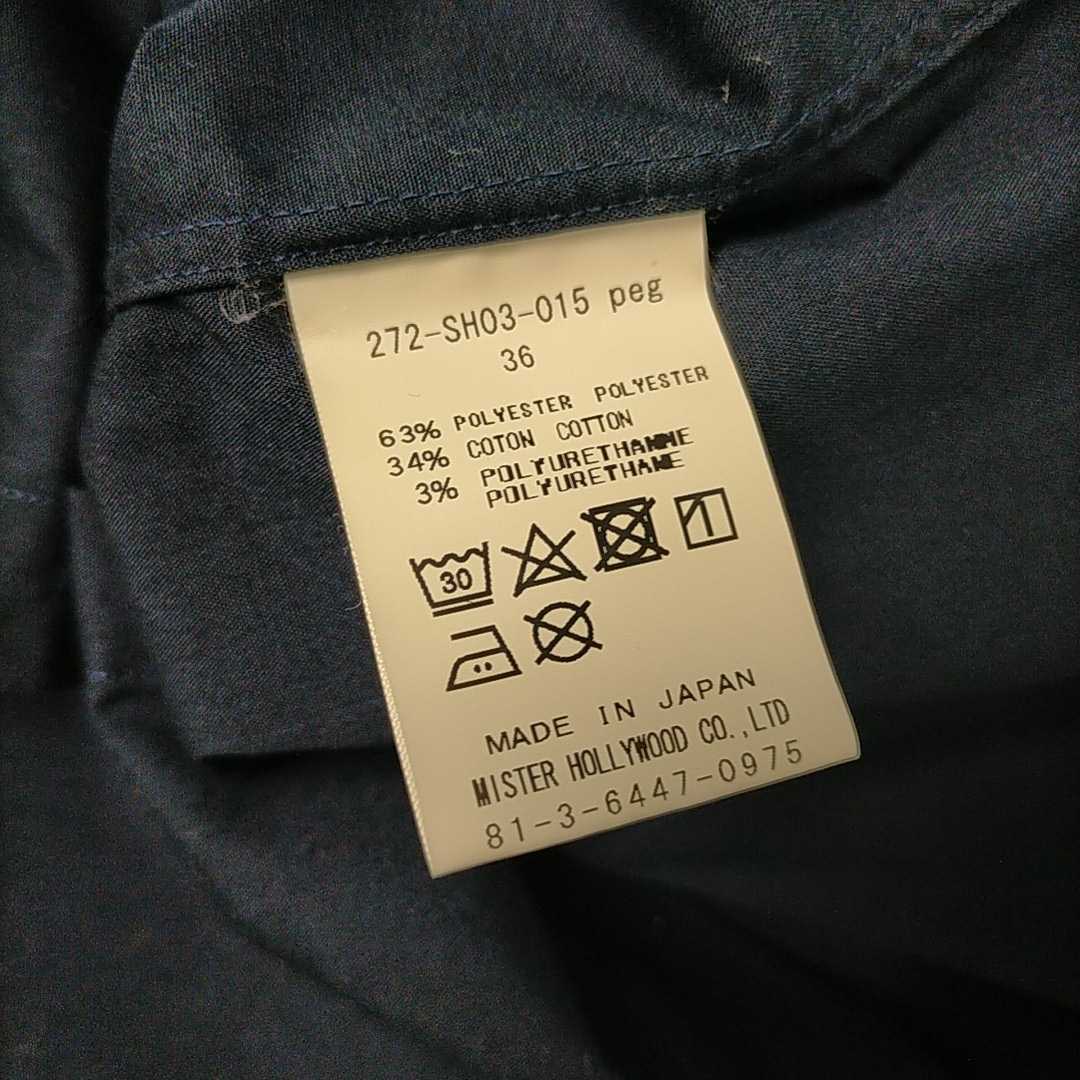 272-SH03-015 peg
36
63% POLYESTER POLYESTER
34% COTON COTTON
3% POLYURETHANNE
POLYURETHANE
30
MADE IN JAPAN
MISTER HOLLYWOOD CO.,LTD
81-3-6447-0975